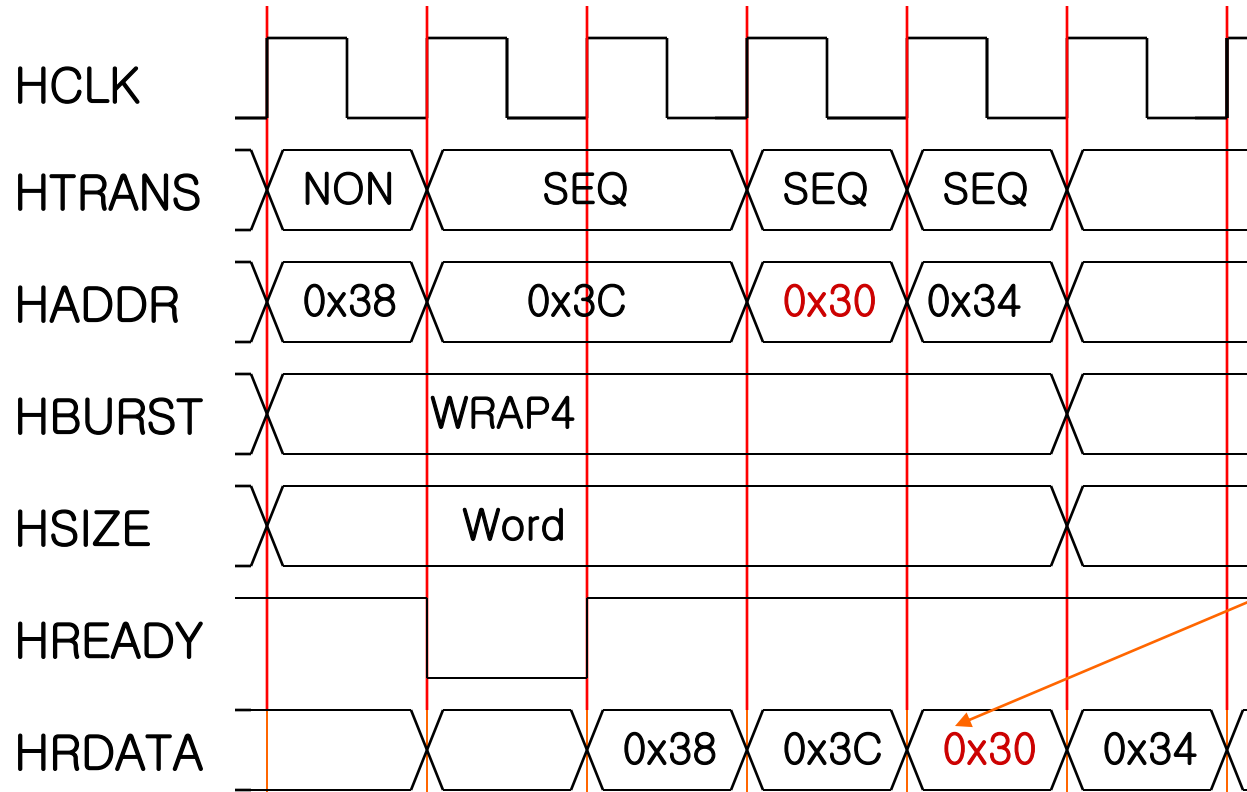 HCLK
HTRANS NON SEQ SEQ SEQ
HADDR 0x38 0x3C 0x30 0x34
HBURST WRAP4
HSIZE Word
HREADY
HRDATA 0x38 0x3C 0x30 0x34